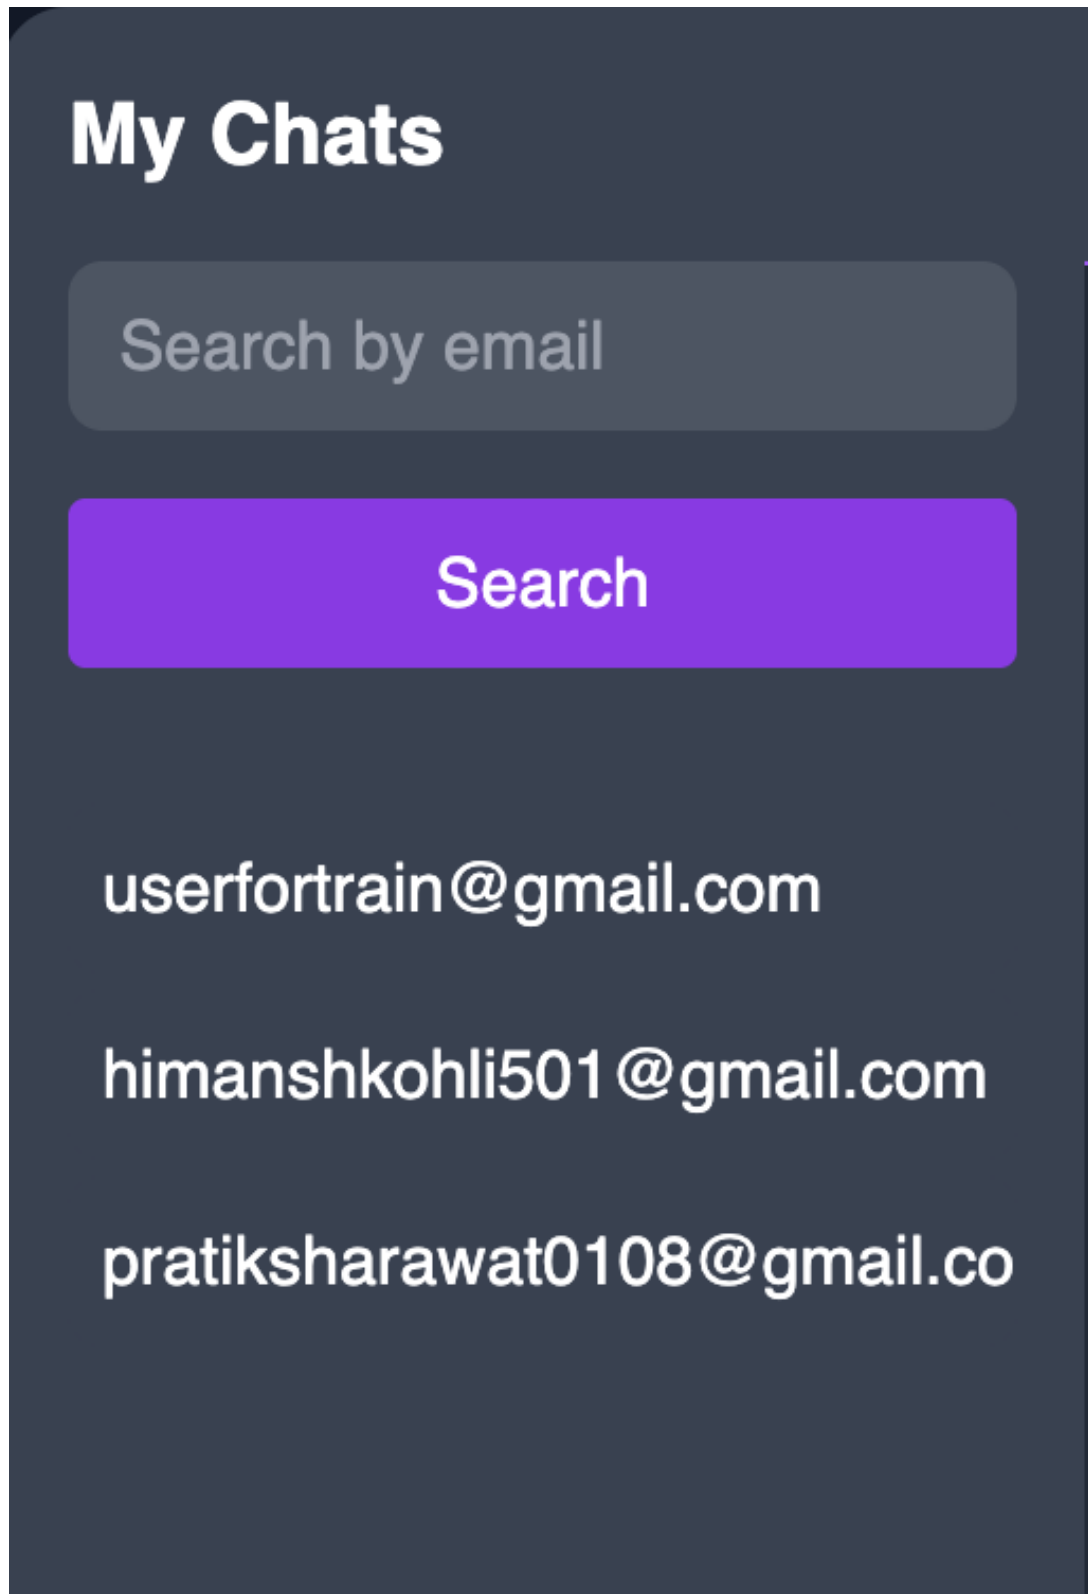 My Chats
Search by email
Search
userfortrain@gmail.com
himanshkohli501@gmail.com
pratiksharawat0108@gmail.co